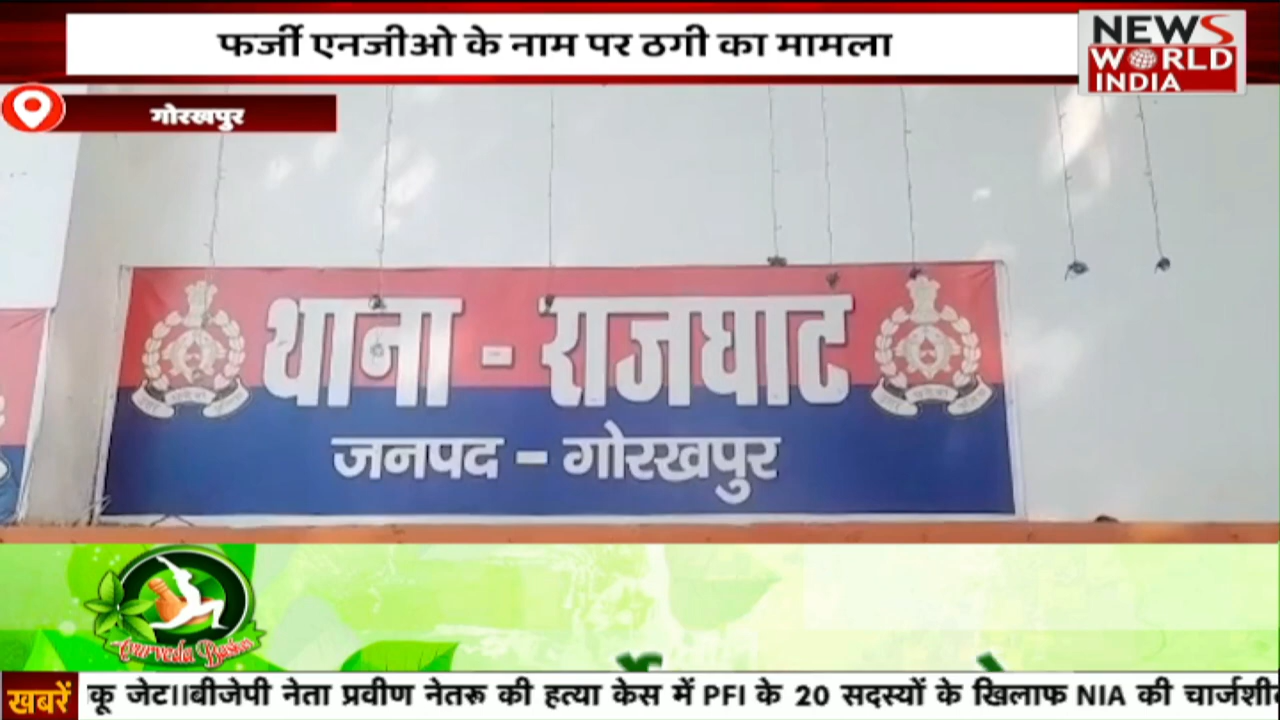 फर्जी एनजीओ के नाम पर ठगी का मामला
NEWS
WORLD
INDIA
गोरखपुर
थाना - राजघाट
जनपद - गोरखपुर
Ayurveda
खबरें
कू जेट||बीजेपी नेता प्रवीण नेतरू की हत्या केस में PFI के 20 सदस्यों के खिलाफ NIA की